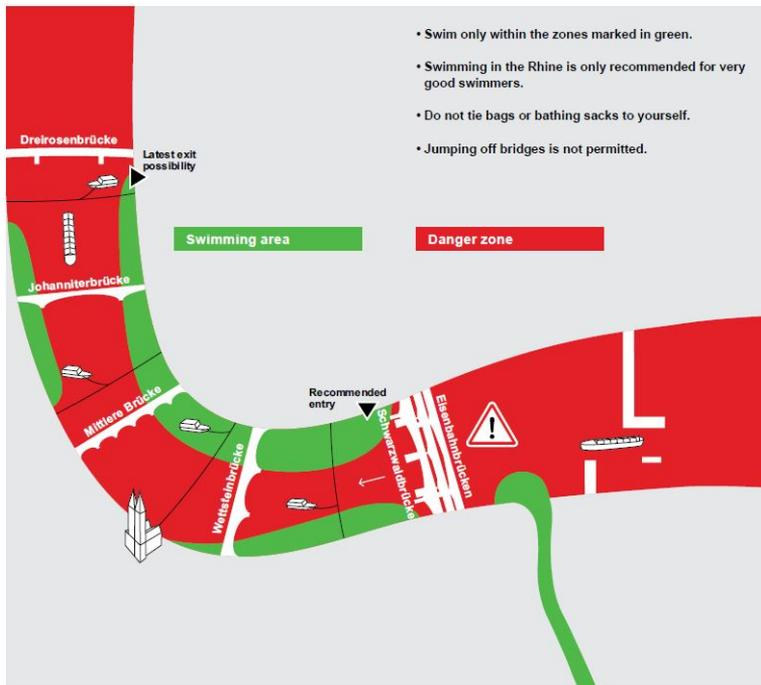 • Swim only within the zones marked in green.
• Swimming in the Rhine is only recommended for very
good swimmers.
• Do not tie bags or bathing sacks to yourself.
• Jumping off bridges is not permitted.
Dreirosenbrücke
Latest exit
possibility
Swimming area
Danger zone
Johanniterbrücke
Mittlere Brücke
Recommended
entry
Wettsteinbrücke
Schwarzwaldbrücke
Eisenbahnbrücken
!